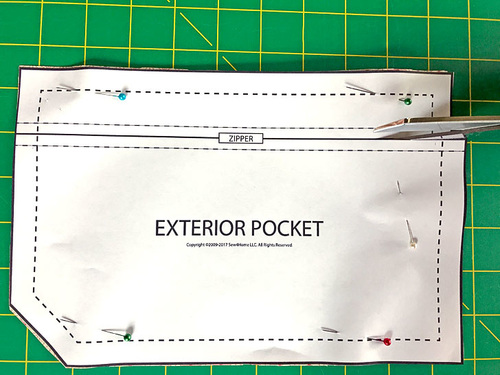 ZIPPER
EXTERIOR POCKET
Copyright ©2009-2017 Sew4Home LLC. All Rights Reserved.